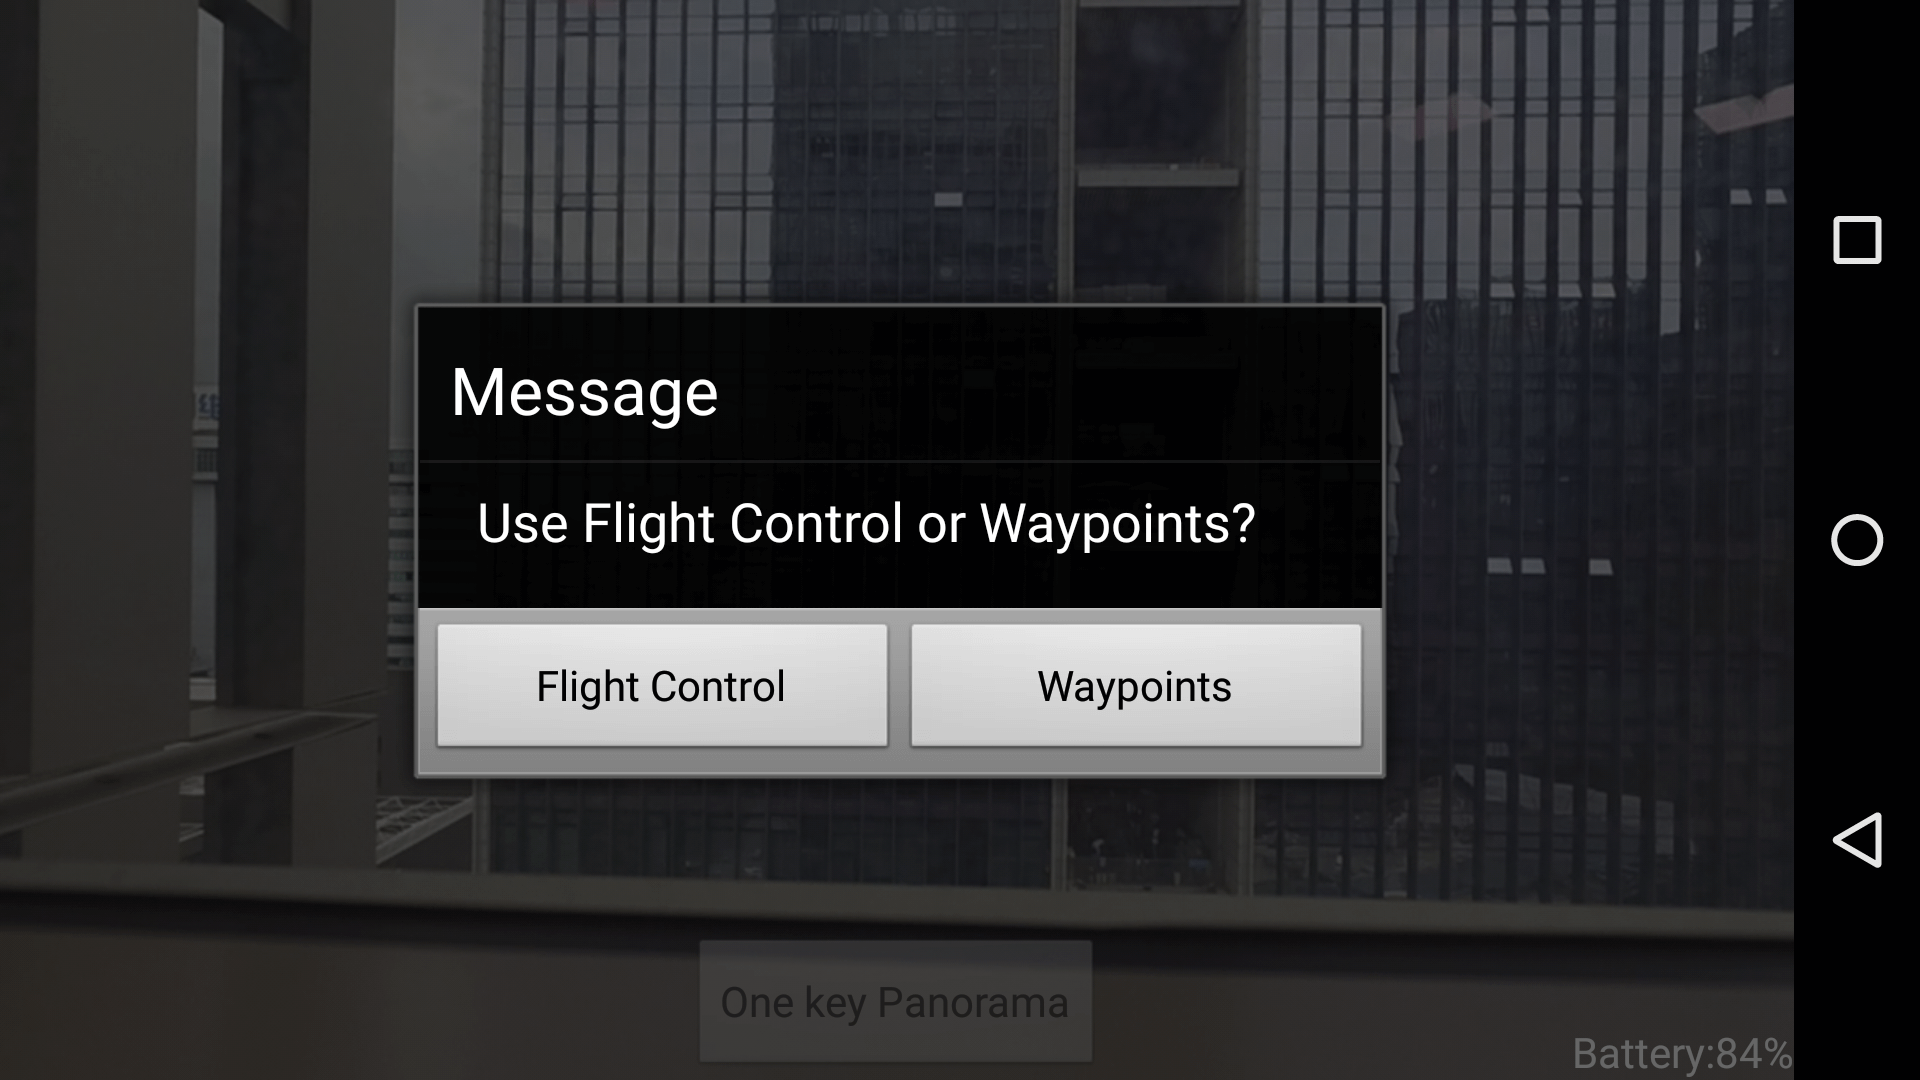 Message
Use Flight Control or Waypoints?
Flight Control
Waypoints
One key Panorama
Battery:84%